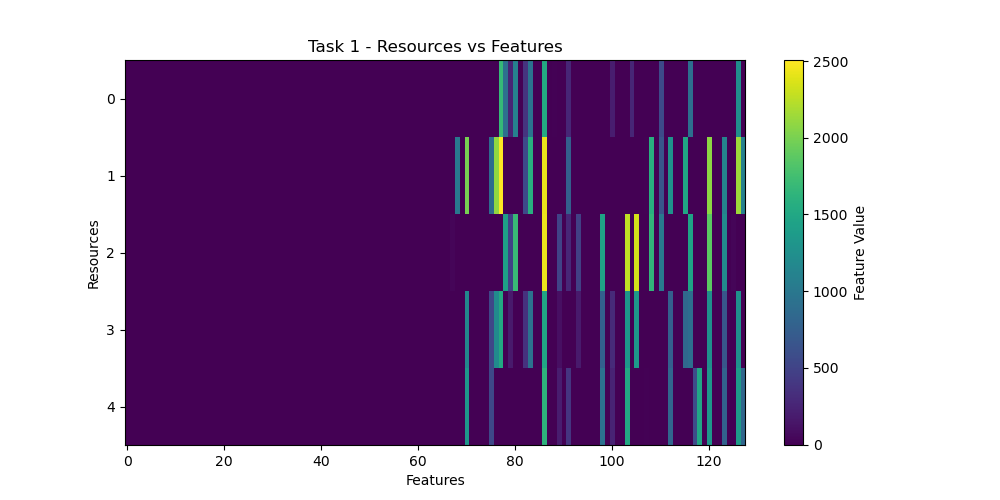 Task 1 - Resources vs Features
Resources
0
1
2
3
4
0 20 40 60 80 100 120
Features
2500
2000
1500
1000
500
0
Feature Value